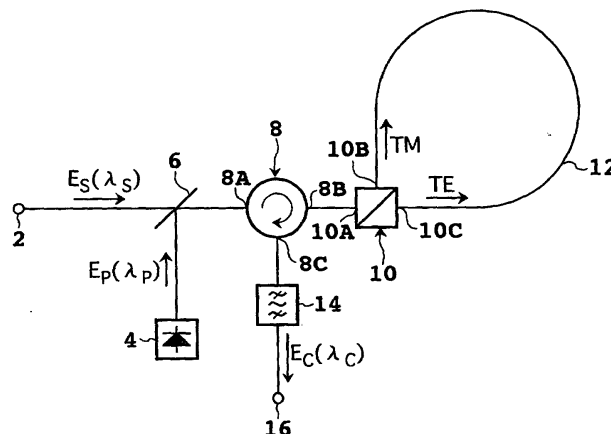 8
6
10B
TM
12
E_S(λ_S)
8A
8B
TE
2
10A
10C
8C
10
E_P(λ_P)
14
4
E_C(λ_C)
16